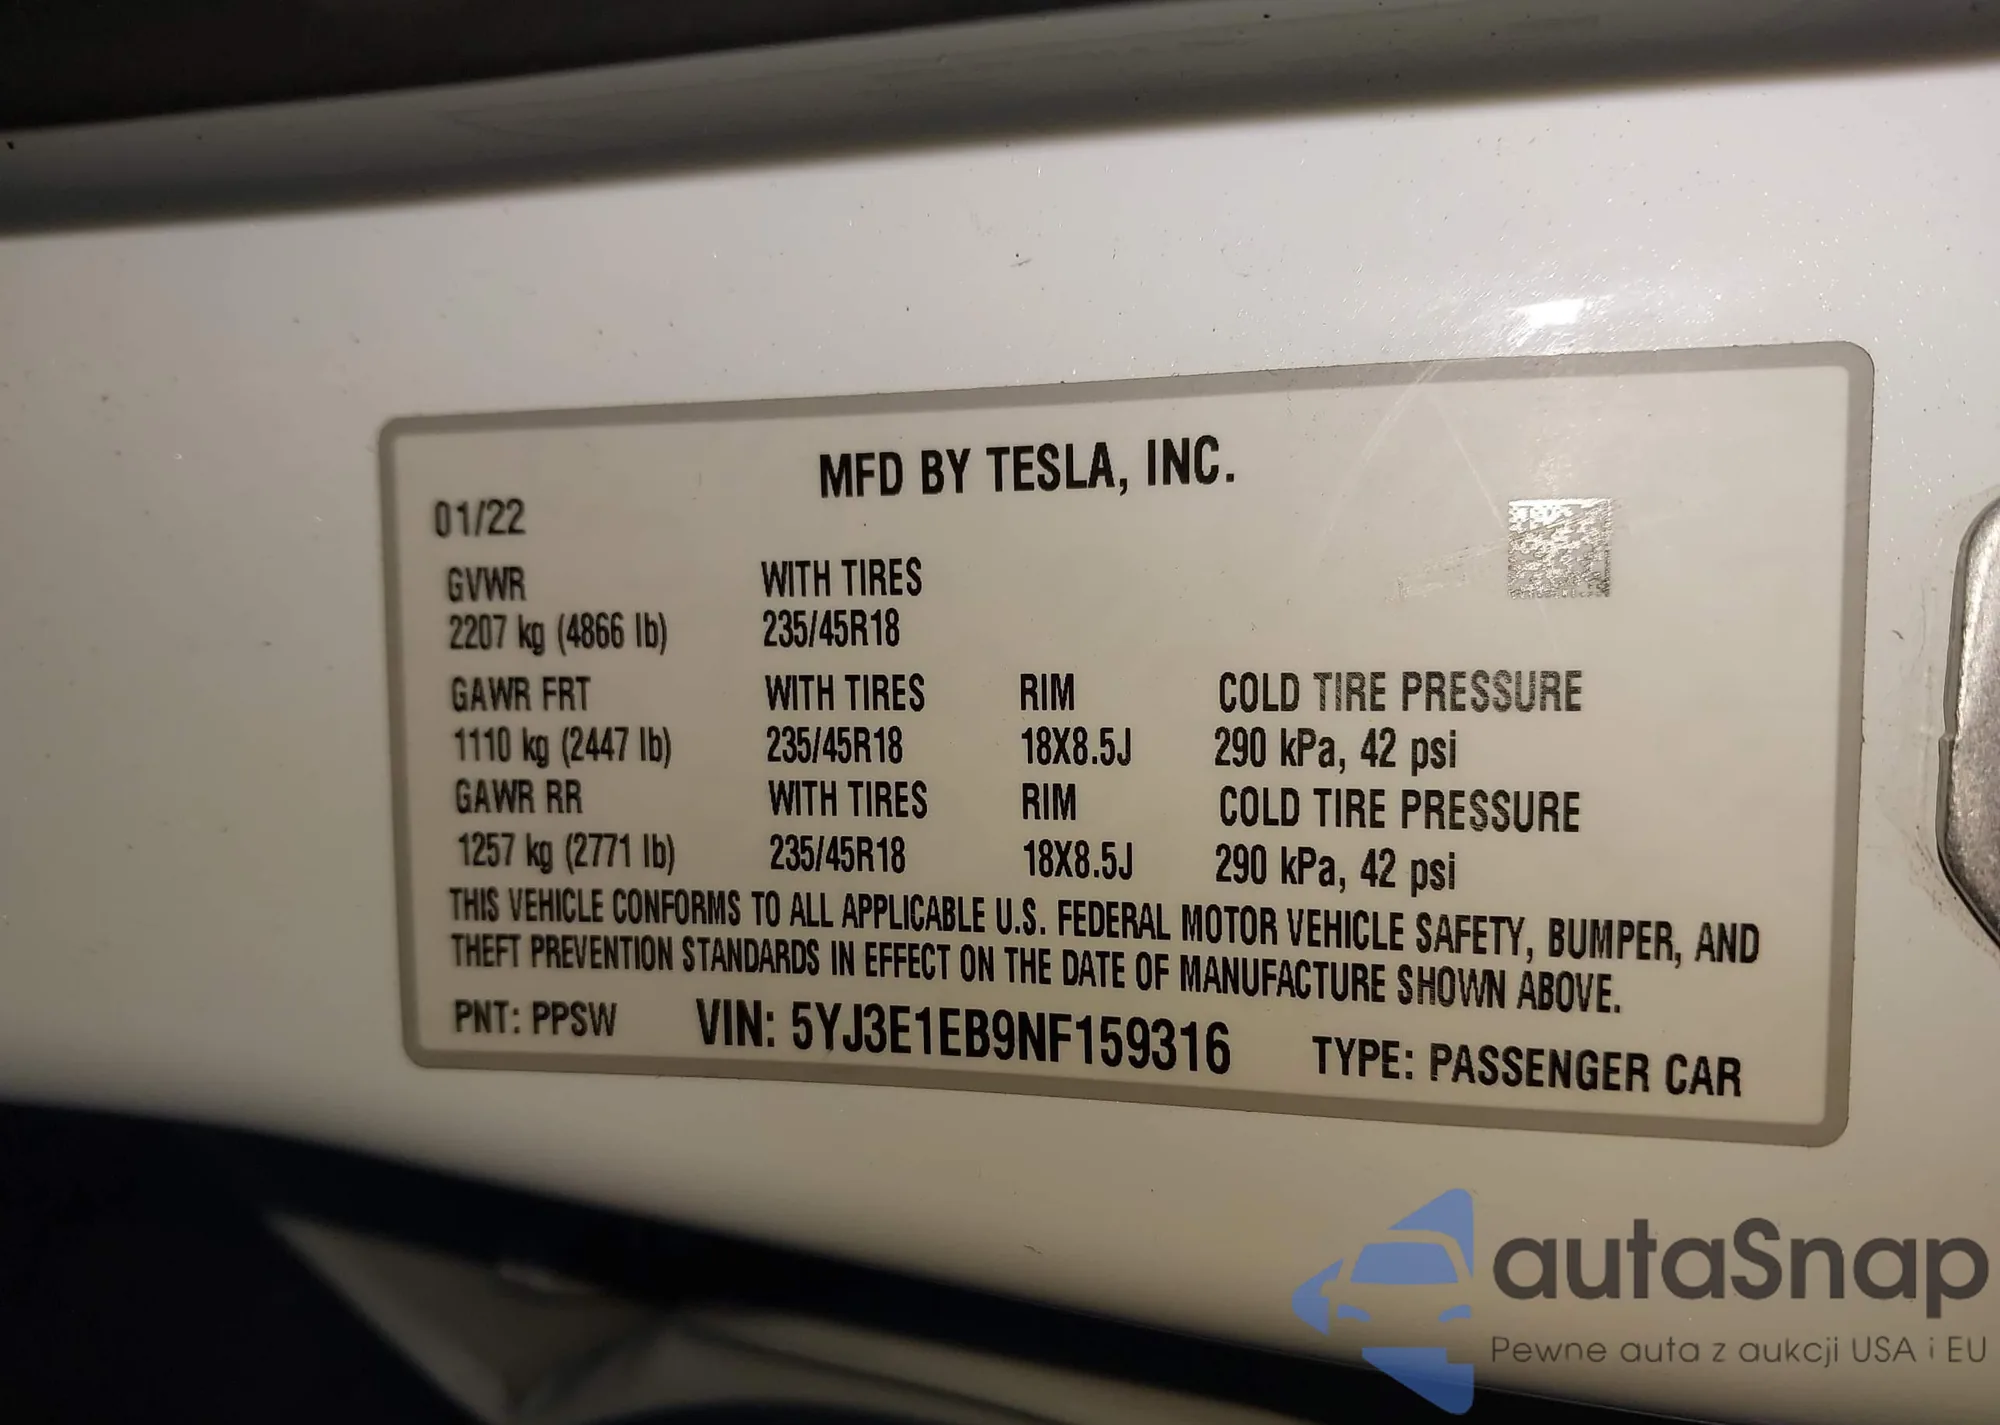 MFD BY TESLA, INC.
01/22
GVWR WITH TIRES
2207 kg (4866 lb) 235/45R18
GAWR FRT WITH TIRES RIM COLD TIRE PRESSURE
1110 kg (2447 lb) 235/45R18 18X8.5J 290 kPa, 42 psi
GAWR RR WITH TIRES RIM COLD TIRE PRESSURE
1257 kg (2771 lb) 235/45R18 18X8.5J 290 kPa, 42 psi
THIS VEHICLE CONFORMS TO ALL APPLICABLE U.S. FEDERAL MOTOR VEHICLE SAFETY, BUMPER, AND
THEFT PREVENTION STANDARDS IN EFFECT ON THE DATE OF MANUFACTURE SHOWN ABOVE.
PNT: PPSW VIN: 5YJ3E1EB9NF159316 TYPE: PASSENGER CAR
autaSnap
Pewne auta z aukcji USA i EU